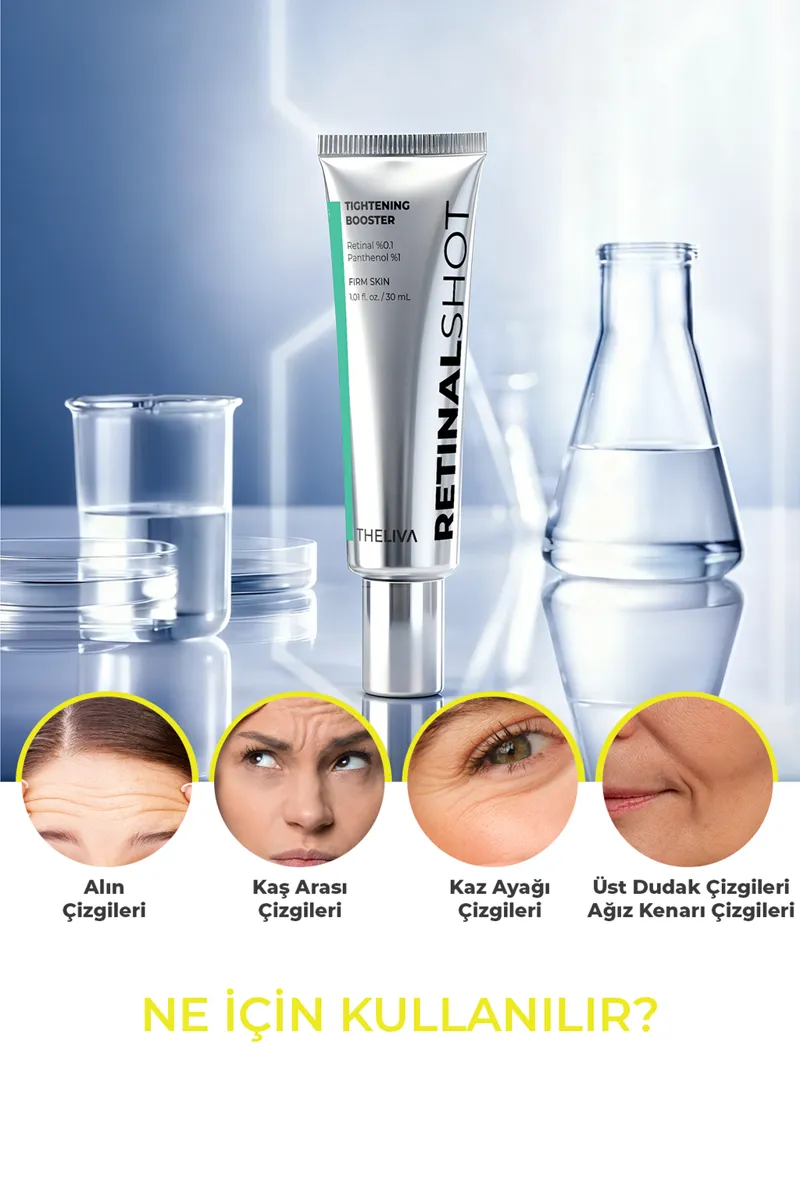 TIGHTENING
BOOSTER
Retinal %0.1
Panthenol %1
FIRM SKIN
1.01 fl. oz. / 30 mL
RETINALSHOT
THELIVA
Alın
Çizgileri
Kaş Arası
Çizgileri
Kaz Ayağı
Çizgileri
Üst Dudak Çizgileri
Ağız Kenarı Çizgileri
NE İÇİN KULLANILIR?